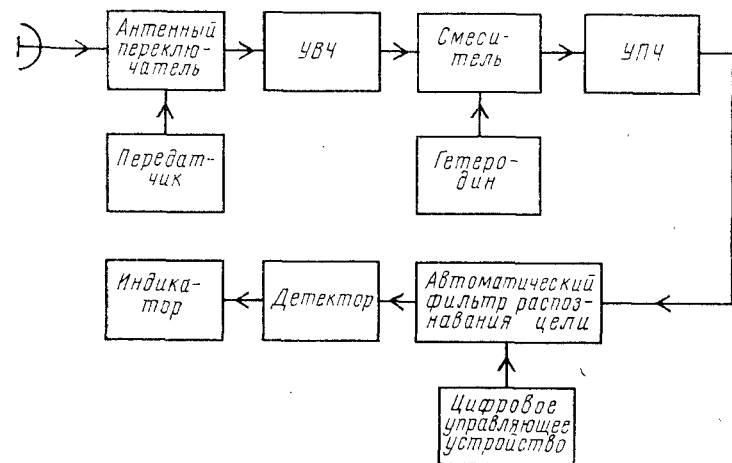 Антенный
переклю-
чатель
УВЧ
Смеси-
тель
УПЧ
Передат-
чик
Гетеро-
дин
Индика-
тор
Детектор
Автоматический
фильтр распоз-
навания цели
Цифровое
управляющее
устройство